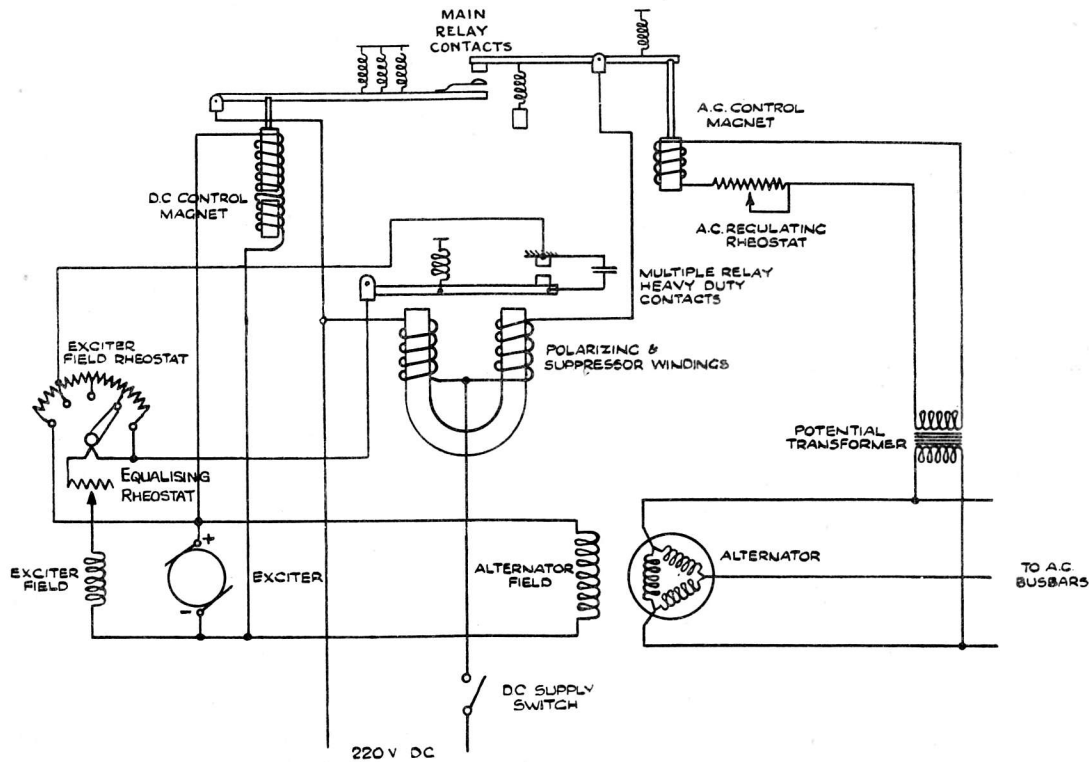 MAIN
RELAY
CONTACTS
A.C. CONTROL
MAGNET
D.C CONTROL
MAGNET
A.C. REGULATING
RHEOSTAT
MULTIPLE RELAY
HEAVY DUTY
CONTACTS
EXCITER
FIELD RHEOSTAT
POLARIZING &
SUPPRESSOR WINDINGS
POTENTIAL
TRANSFORMER
EQUALISING
RHEOSTAT
+
EXCITER
FIELD
EXCITER
-
ALTERNATOR
FIELD
ALTERNATOR
TO A.C.
BUSBARS
DC SUPPLY
SWITCH
220 V DC